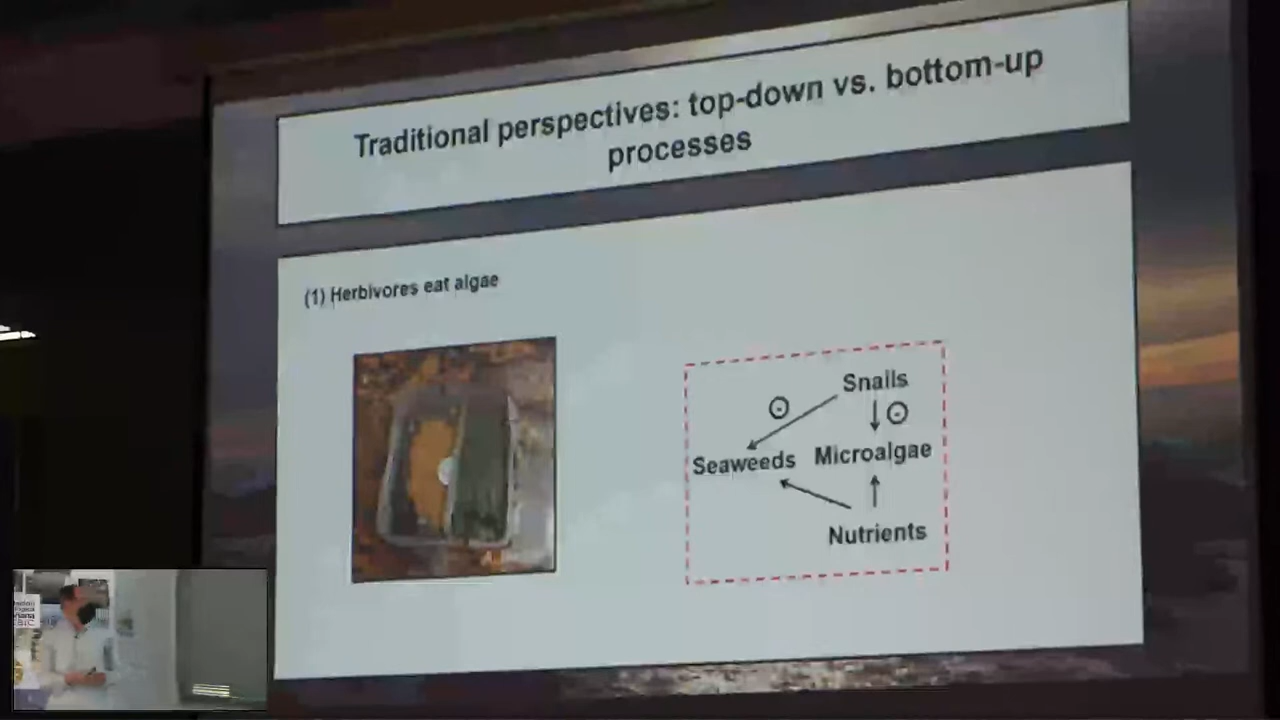 Traditional perspectives: top-down vs. bottom-up
processes
(1) Herbivores eat algae
Snails
Seaweeds Microalgae
Nutrients